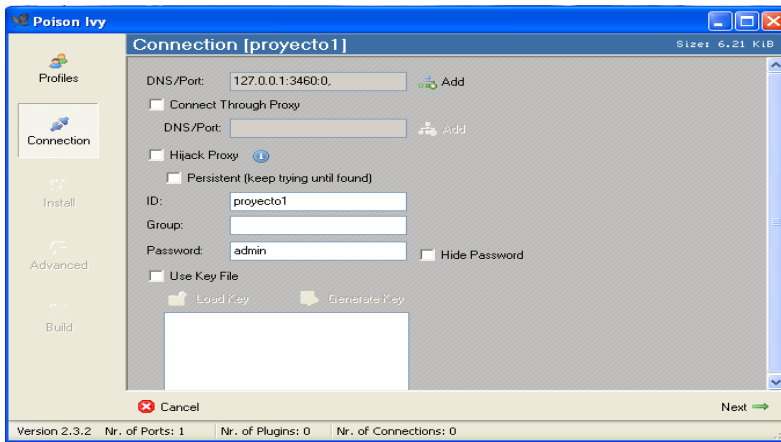 Poison Ivy
Connection [proyecto1]
Size: 6.21 KiB
Profiles
Connection
Install
Advanced
Build
DNS/Port:
127.0.0.1:3460:0,
Add
Connect Through Proxy
DNS/Port:
Add
Hijack Proxy
Persistent (keep trying until found)
ID:
proyecto1
Group:
Password:
admin
Hide Password
Use Key File
Load Key
Generate Key
Cancel
Next
Version 2.3.2
Nr. of Ports: 1
Nr. of Plugins: 0
Nr. of Connections: 0